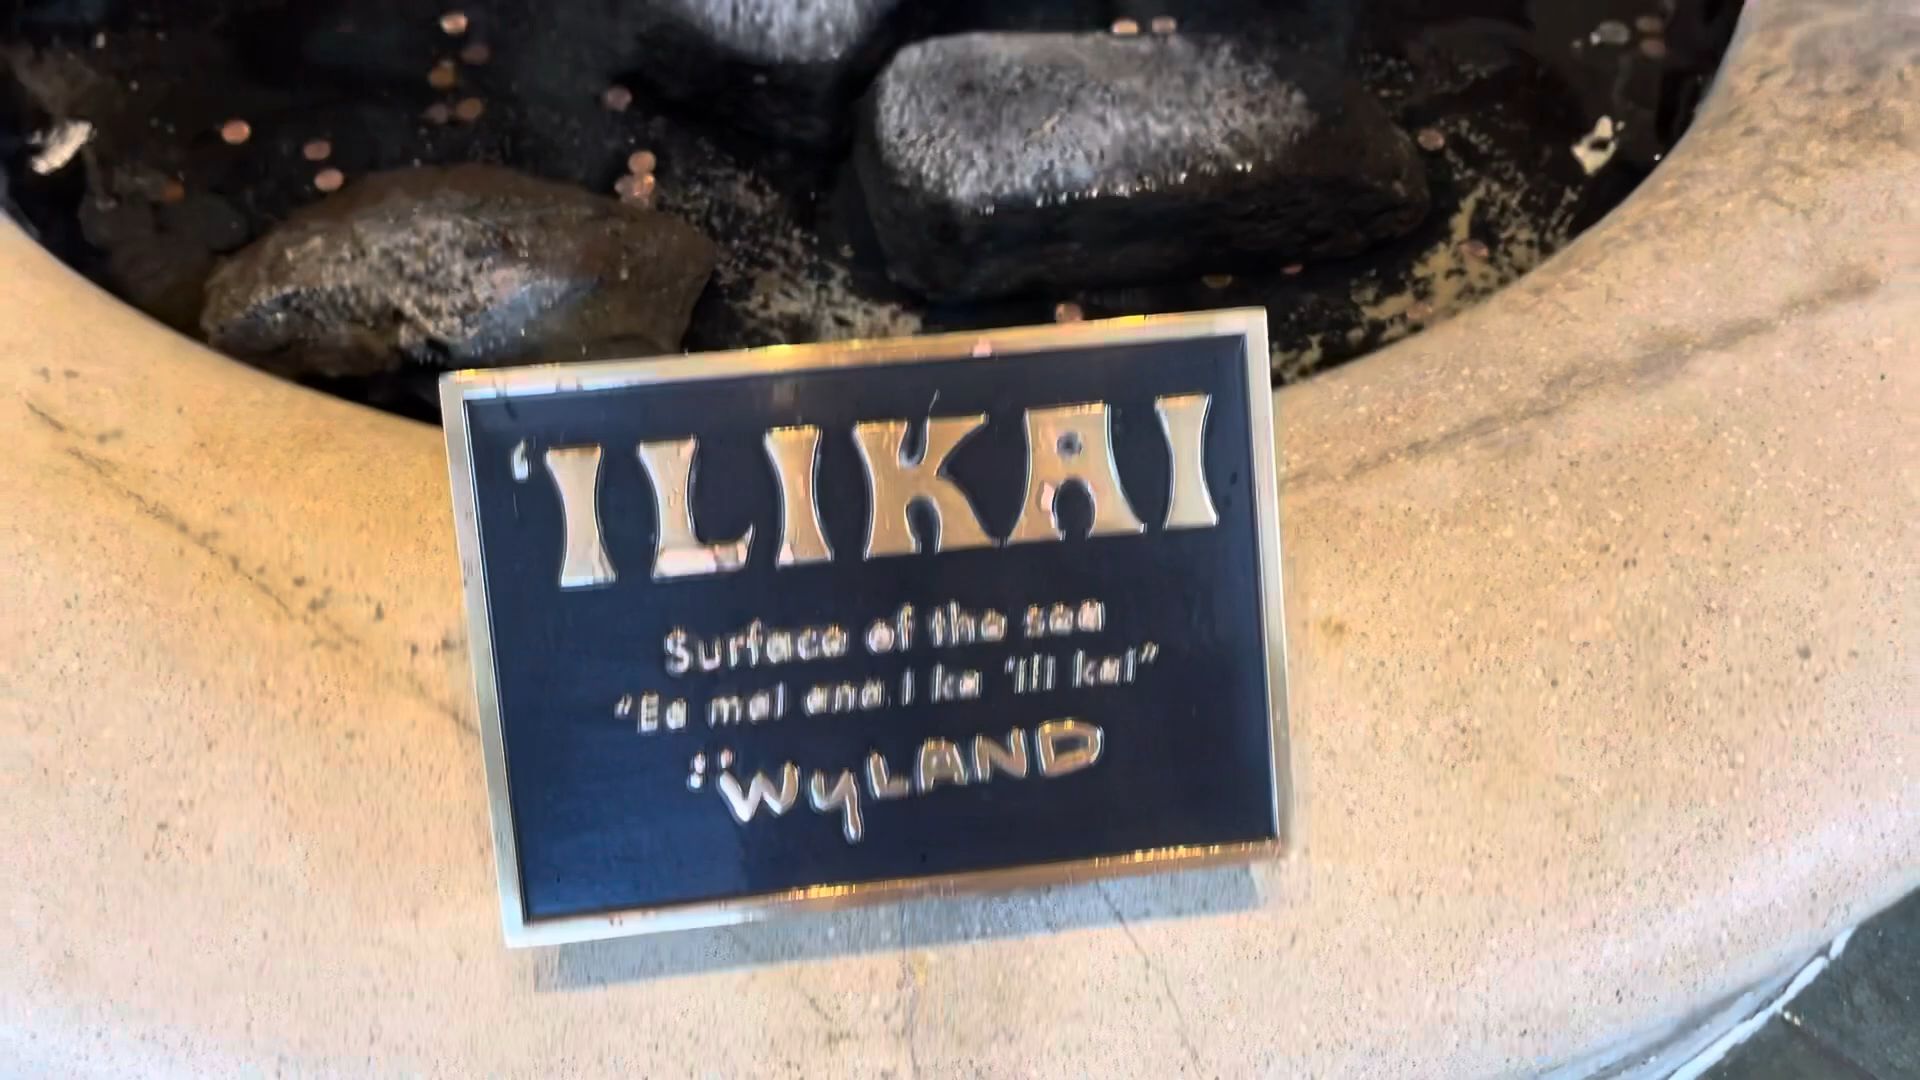 ‘ILIKAI
Surface of the sea
“Ea mai ana i ka ‘ili kai”
WYLAND